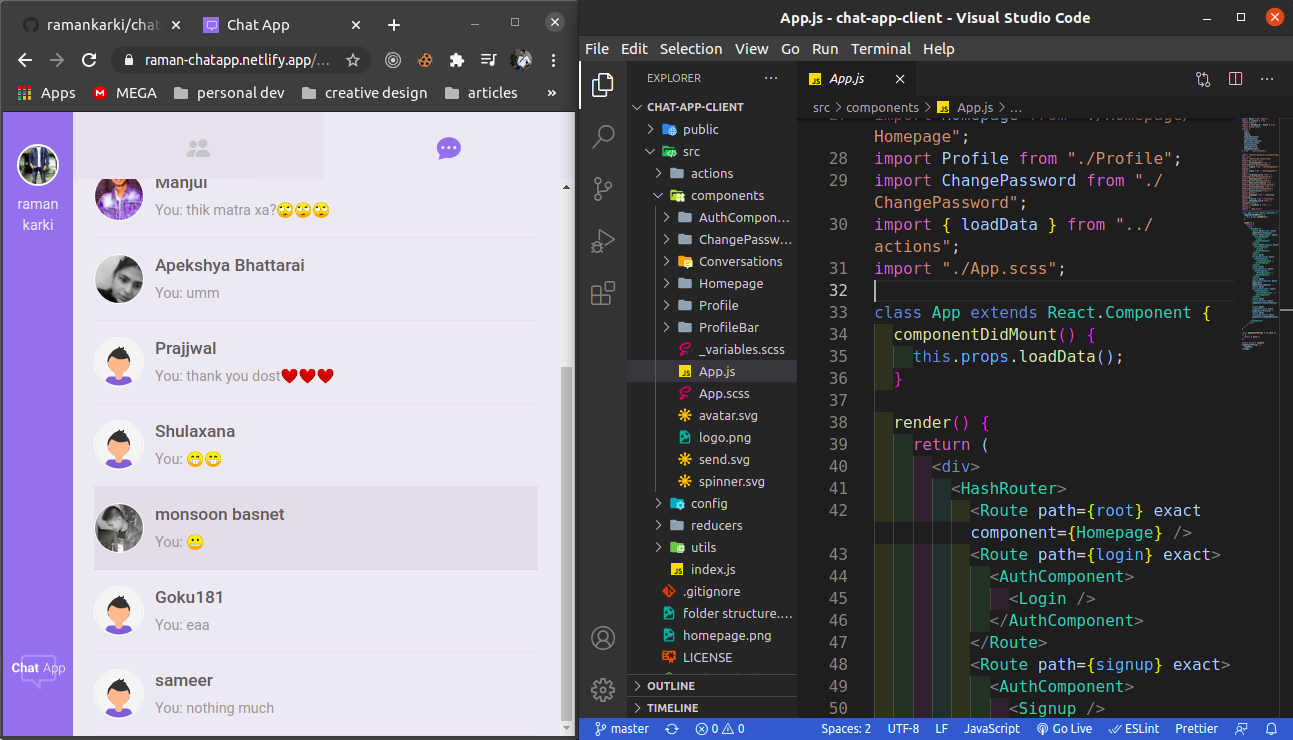 ramankarki/chat
Chat App
raman-chatapp.netlify.app/...
Apps
MEGA
personal dev
creative design
articles
»
raman
karki
Manjul
You: thik matra xa?🙄🙄🙄
Apekshya Bhattarai
You: umm
Prajjwal
You: thank you dost❤❤❤
Shulaxana
You: 😁😁
monsoon basnet
You: 😬
Goku181
You: eaa
sameer
You: nothing much
Chat App
App.js - chat-app-client - Visual Studio Code
File Edit Selection View Go Run Terminal Help
EXPLORER
CHAT-APP-CLIENT
public
src
actions
components
AuthCompon...
ChangePassw...
Conversations
Homepage
Profile
ProfileBar
_variables.scss
JS App.js
App.scss
avatar.svg
logo.png
send.svg
spinner.svg
config
reducers
utils
JS index.js
.gitignore
folder structure....
homepage.png
LICENSE
OUTLINE
TIMELINE
JS App.js
src > components > JS App.js > ...
27 import Homepage from "./Homepage/
Homepage";
28 import Profile from "./Profile";
29 import ChangePassword from "./
ChangePassword";
30 import { loadData } from "../
actions";
31 import "./App.scss";
32
33 class App extends React.Component {
34 componentDidMount() {
35 this.props.loadData();
36 }
37
38 render() {
39 return (
40 <div>
41 <HashRouter>
42 <Route path={root} exact
component={Homepage} />
43 <Route path={login} exact>
44 <AuthComponent>
45 <Login />
46 </AuthComponent>
47 </Route>
48 <Route path={signup} exact>
49 <AuthComponent>
50 <Signup />
master
0 0
Spaces: 2 UTF-8 LF JavaScript Go Live ESLint Prettier